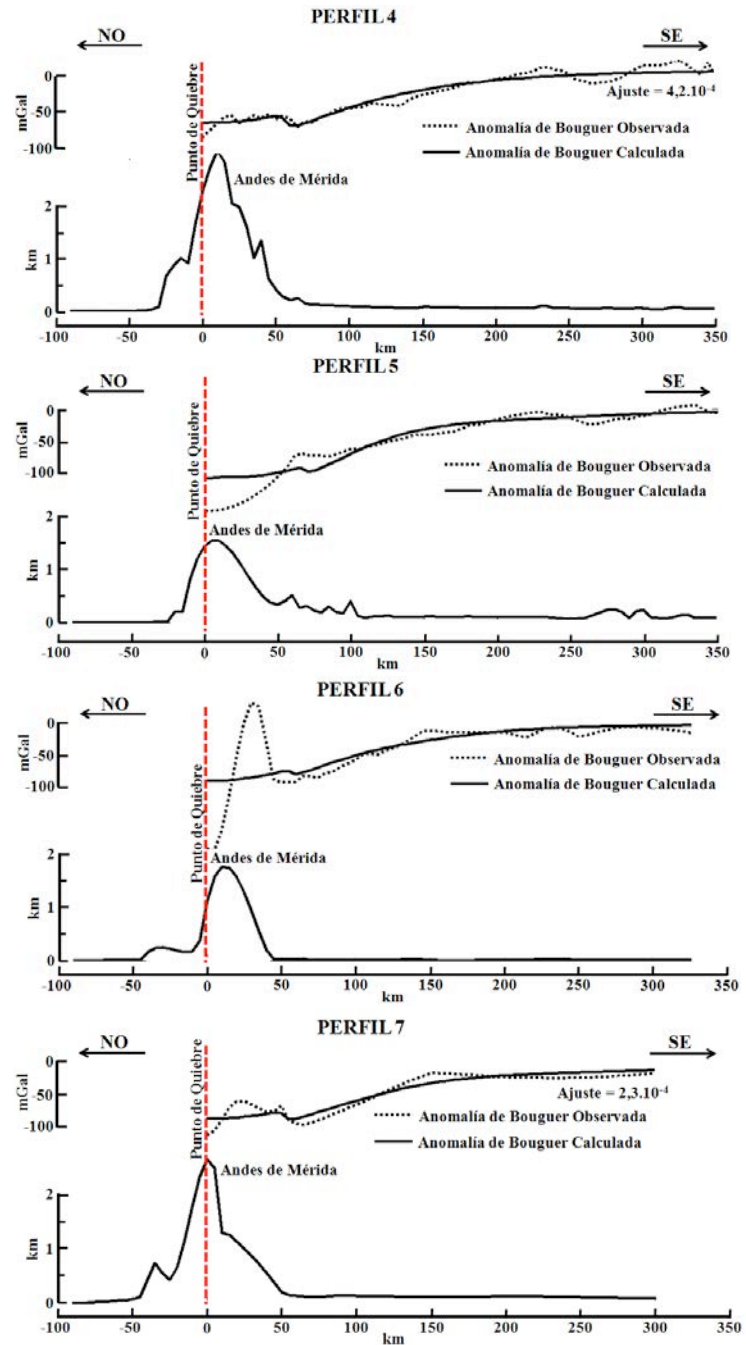 PERFIL 4
NO
SE
Punto de Quiebre
mGal
0
-50
-100
Ajuste = 4,2.10⁻⁴
Anomalía de Bouguer Observada
Anomalía de Bouguer Calculada
Andes de Mérida
km
2
1
0
-100 -50 0 50 100 150 200 250 300 350
km
PERFIL 5
NO
SE
Punto de Quiebre
mGal
0
-50
-100
Anomalía de Bouguer Observada
Anomalía de Bouguer Calculada
Andes de Mérida
km
2
1
0
-100 -50 0 50 100 150 200 250 300 350
km
PERFIL 6
NO
SE
Punto de Quiebre
mGal
0
-50
-100
Anomalía de Bouguer Observada
Anomalía de Bouguer Calculada
Andes de Mérida
km
2
1
0
-100 -50 0 50 100 150 200 250 300 350
km
PERFIL 7
NO
SE
Punto de Quiebre
mGal
0
-50
-100
Ajuste = 2,3.10⁻⁴
Anomalía de Bouguer Observada
Anomalía de Bouguer Calculada
Andes de Mérida
km
2
1
0
-100 -50 0 50 100 150 200 250 300 350
km